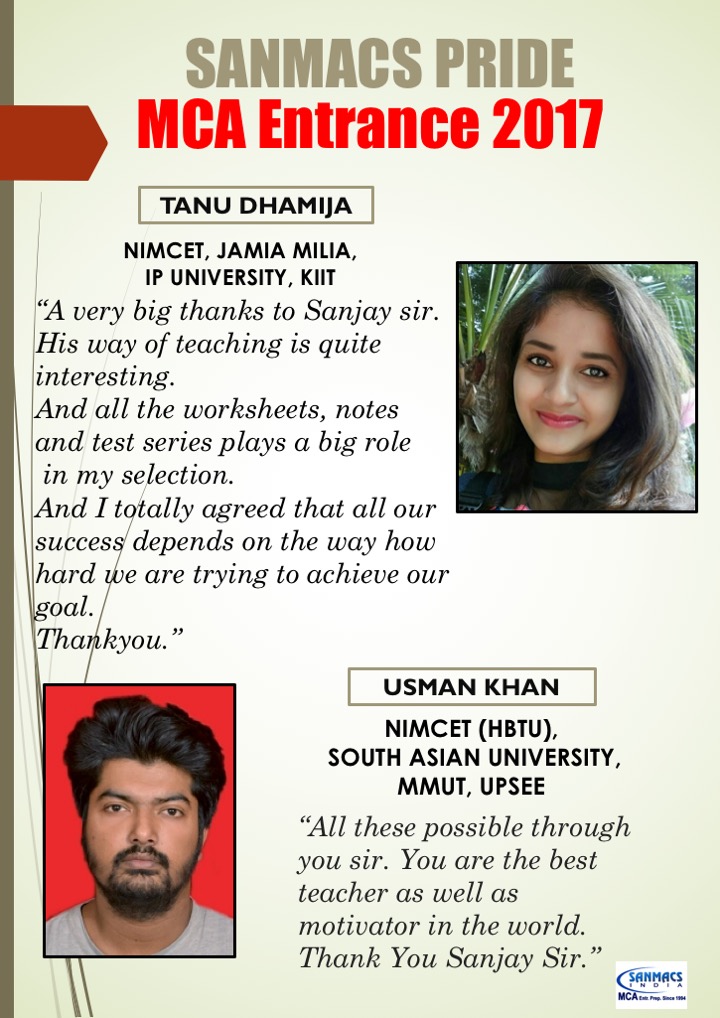 SANMACS PRIDE
MCA Entrance 2017
TANU DHAMIJA
NIMCET, JAMIA MILIA,
IP UNIVERSITY, KIIT
“A very big thanks to Sanjay sir.
His way of teaching is quite
interesting.
And all the worksheets, notes
and test series plays a big role
in my selection.
And I totally agreed that all our
success depends on the way how
hard we are trying to achieve our
goal.
Thankyou.”
USMAN KHAN
NIMCET (HBTU),
SOUTH ASIAN UNIVERSITY,
MMUT, UPSEE
“All these possible through
you sir. You are the best
teacher as well as
motivator in the world.
Thank You Sanjay Sir.”
SANMACS
INDIA
MCA Entr. Prep. Since 1994